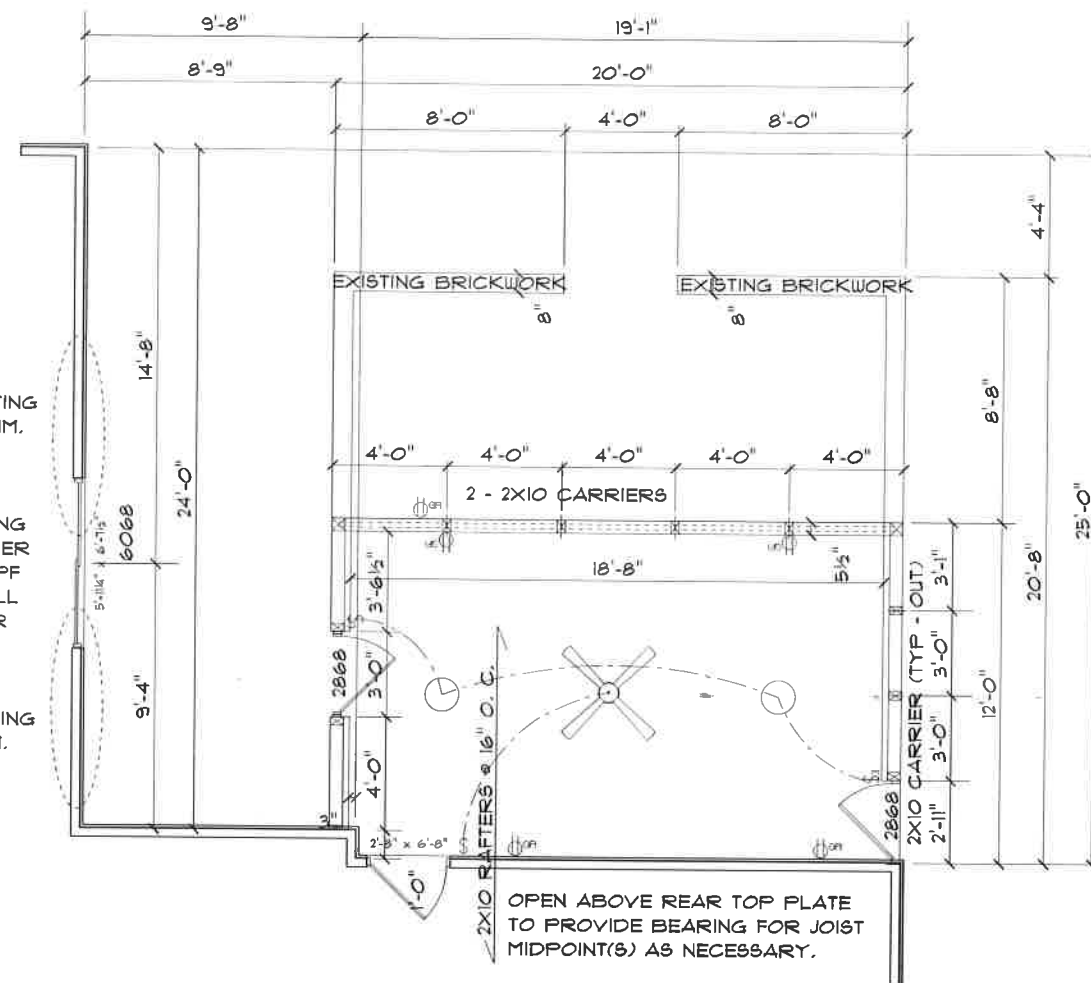 9'-8"
19'-1"
8'-9"
20'-0"
8'-0"
4'-0"
8'-0"
4'-4"
EXISTING BRICKWORK
EXISTING BRICKWORK
8"
8"
14'-8"
24'-0"
8'-8"
25'-0"
20'-8"
TING
IM.
4'-0"
4'-0"
4'-0"
4'-0"
4'-0"
2 - 2X10 CARRIERS
GFI
NG
ER
PF
LL
R
6068
5'-11¼" x 6'-7½"
18'-8"
5½"
3'-6½"
3'-1"
S
2868
3'-0"
3'-0"
12'-0"
2X10 CARRIER (TYP - OUT)
2X10 RAFTERS @ 16" O. C.
9'-4"
ING
1.
4'-0"
3'-0"
S
2868
2'-11"
2'-8" x 6'-8"
S
GFI
GFI
1'-0"
OPEN ABOVE REAR TOP PLATE
TO PROVIDE BEARING FOR JOIST
MIDPOINT(S) AS NECESSARY.